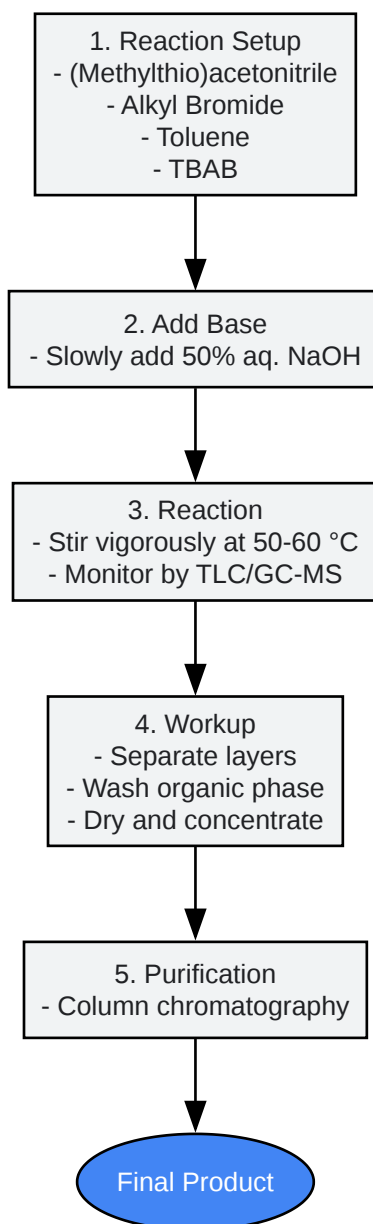 1. Reaction Setup
- (Methylthio)acetonitrile
- Alkyl Bromide
- Toluene
- TBAB
2. Add Base
- Slowly add 50% aq. NaOH
3. Reaction
- Stir vigorously at 50-60 °C
- Monitor by TLC/GC-MS
4. Workup
- Separate layers
- Wash organic phase
- Dry and concentrate
5. Purification
- Column chromatography
Final Product